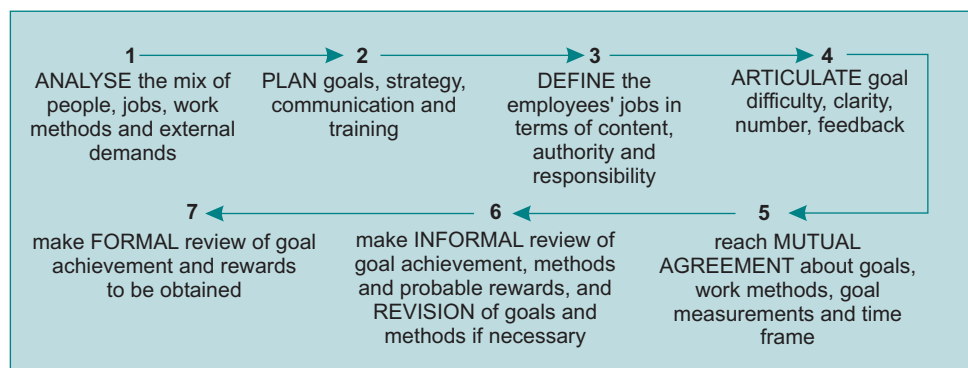 1
ANALYSE the mix of
people, jobs, work
methods and external
demands
2
PLAN goals, strategy,
communication and
training
3
DEFINE the
employees' jobs in
terms of content,
authority and
responsibility
4
ARTICULATE goal
difficulty, clarity,
number, feedback
5
reach MUTUAL
AGREEMENT about goals,
work methods, goal
measurements and time
frame
6
make INFORMAL review of
goal achievement, methods
and probable rewards, and
REVISION of goals and
methods if necessary
7
make FORMAL review of goal
achievement and rewards
to be obtained